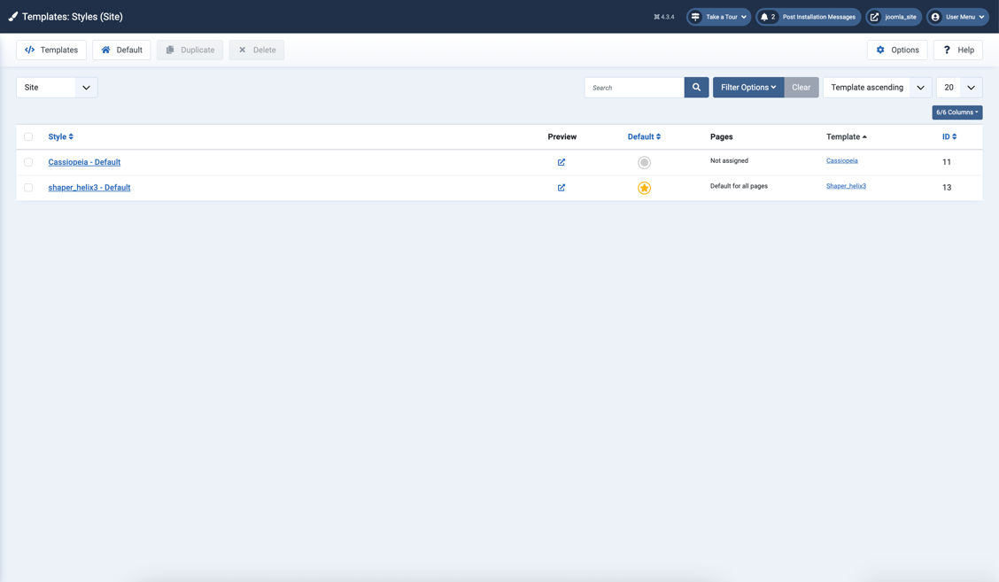 Templates: Styles (Site)
4.3.4
Take a Tour
2 Post Installation Messages
joomla_site
User Menu
Templates
Default
Duplicate
Delete
Options
? Help
Site
Search
Filter Options
Clear
Template ascending
20
6/6 Columns
Style Preview Default Pages Template ID
Cassiopeia - Default Not assigned Cassiopeia 11
shaper_helix3 - Default Default for all pages Shaper_helix3 13